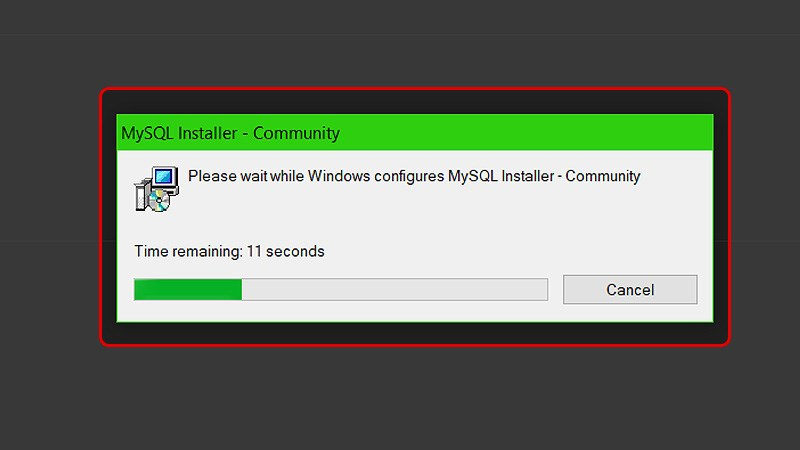 MySQL Installer - Community
Please wait while Windows configures MySQL Installer - Community
Time remaining: 11 seconds
Cancel